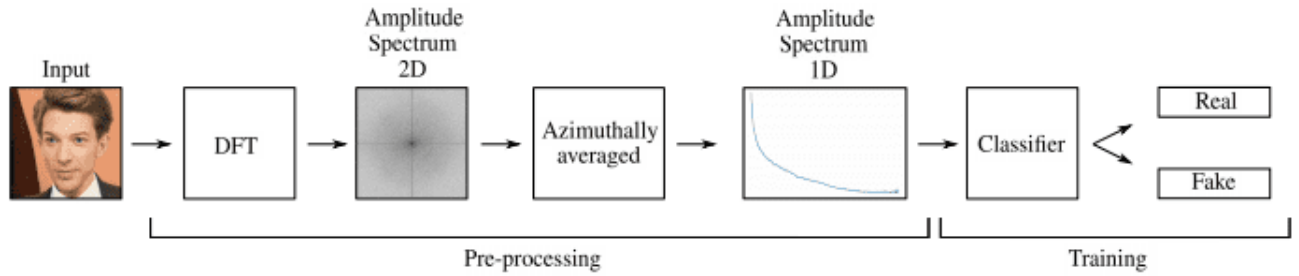 Input
DFT
Amplitude
Spectrum
2D
Azimuthally
averaged
Amplitude
Spectrum
1D
Classifier
Real
Fake
Pre-processing
Training